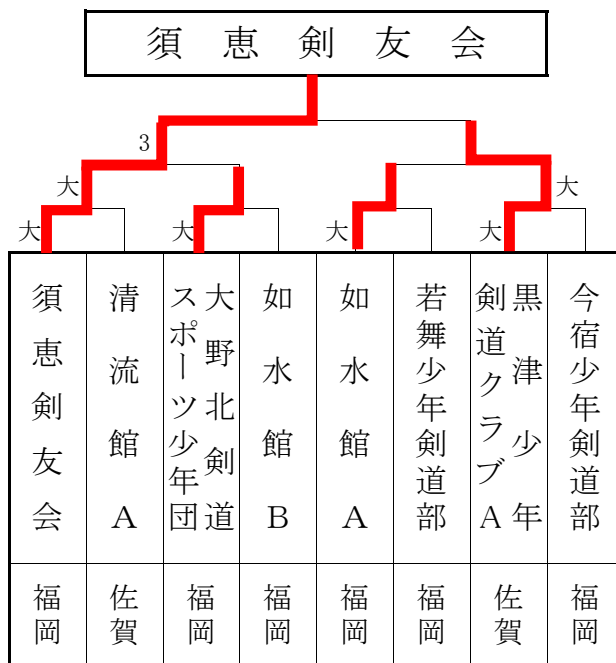 須恵剣友会
3
大
大
大
大
大
大
須恵剣友会
清流館A
大野北剣道
スポーツ少年団
如水館B
如水館A
若舞少年剣道部
黒津少年
剣道クラブA
今宿少年剣道部
福岡
佐賀
福岡
福岡
福岡
福岡
佐賀
福岡